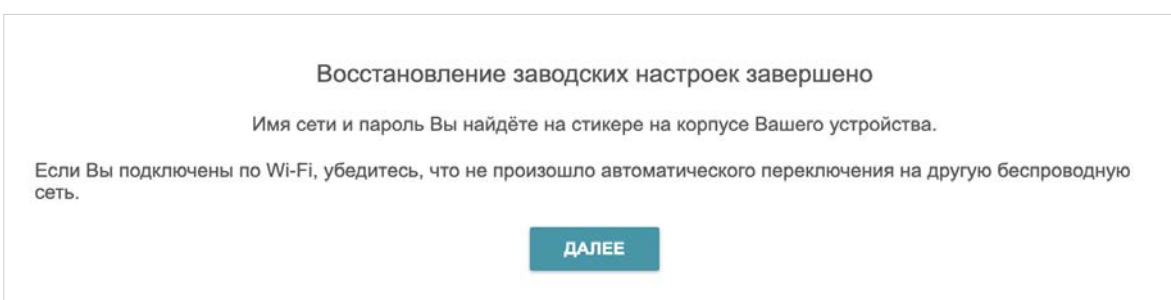 Восстановление заводских настроек завершено
Имя сети и пароль Вы найдёте на стикере на корпусе Вашего устройства.
Если Вы подключены по Wi-Fi, убедитесь, что не произошло автоматического переключения на другую беспроводную
сеть.
ДАЛЕЕ